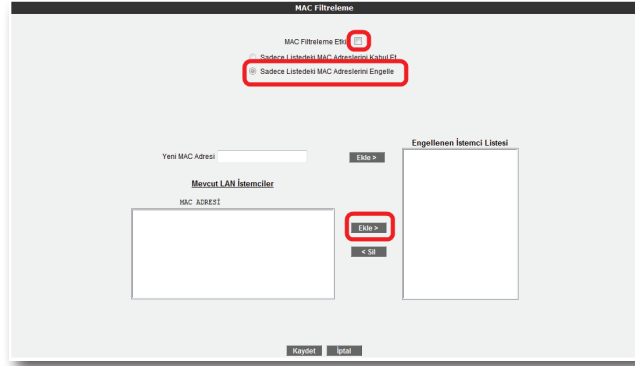 MAC Filtreleme
MAC Filtreleme Etki
Sadece Listedeki MAC Adreslerini Kabul Et
Sadece Listedeki MAC Adreslerini Engelle
Engellenen İstemci Listesi
Yeni MAC Adresi
Ekle >
Mevcut LAN İstemciler
MAC ADRESİ
Ekle >
< Sil
Kaydet İptal